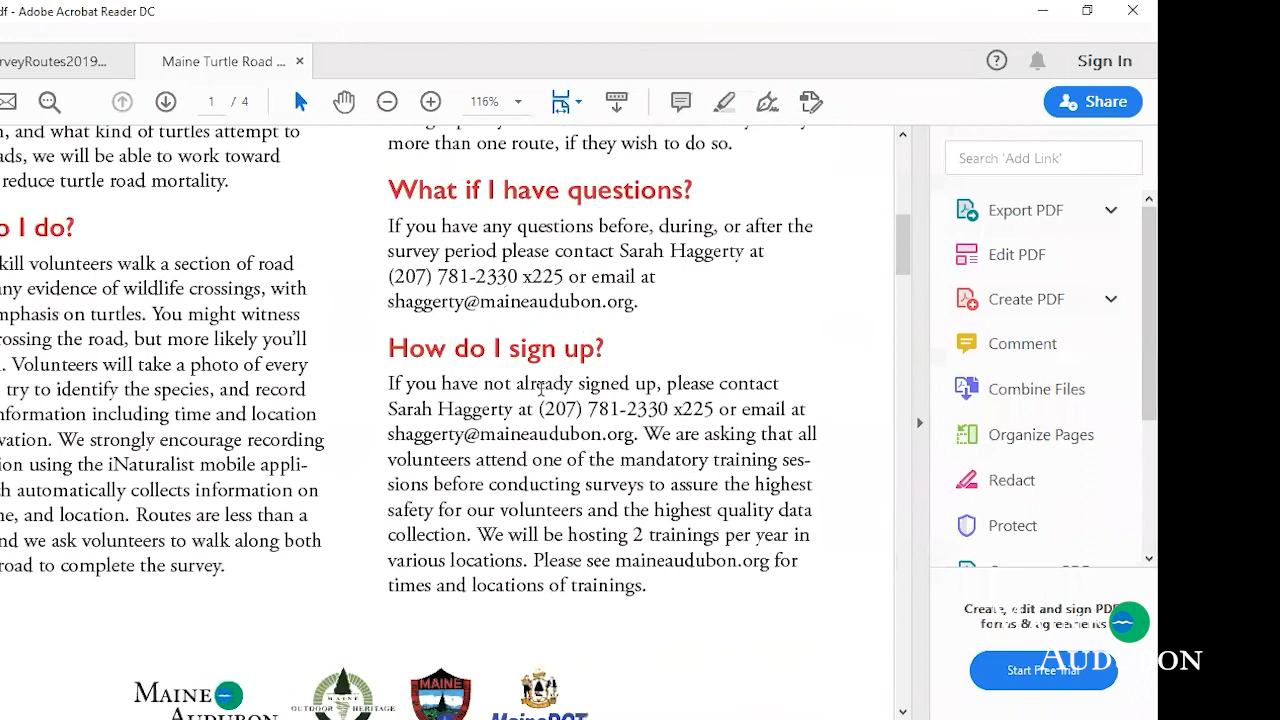 df - Adobe Acrobat Reader DC
rveyRoutes2019...
Maine Turtle Road ...
Sign In
1 / 4
116%
Share
n, and what kind of turtles attempt to
ads, we will be able to work toward
reduce turtle road mortality.
o I do?
kill volunteers walk a section of road
any evidence of wildlife crossings, with
mphasis on turtles. You might witness
rossing the road, but more likely you'll
. Volunteers will take a photo of every
try to identify the species, and record
nformation including time and location
vation. We strongly encourage recording
ion using the iNaturalist mobile appli-
ch automatically collects information on
ne, and location. Routes are less than a
nd we ask volunteers to walk along both
road to complete the survey.
more than one route, if they wish to do so.
What if I have questions?
If you have any questions before, during, or after the
survey period please contact Sarah Haggerty at
(207) 781-2330 x225 or email at
shaggerty@maineaudubon.org.
How do I sign up?
If you have not already signed up, please contact
Sarah Haggerty at (207) 781-2330 x225 or email at
shaggerty@maineaudubon.org. We are asking that all
volunteers attend one of the mandatory training ses-
sions before conducting surveys to assure the highest
safety for our volunteers and the highest quality data
collection. We will be hosting 2 trainings per year in
various locations. Please see maineaudubon.org for
times and locations of trainings.
MAINE
AUDUBON
MAINE
OUTDOOR HERITAGE
MAINE
MaineDOT
Search 'Add Link'
Export PDF
Edit PDF
Create PDF
Comment
Combine Files
Organize Pages
Redact
Protect
Create, edit and sign PDF
forms & agreements
Start Free Trial
AUDUBON